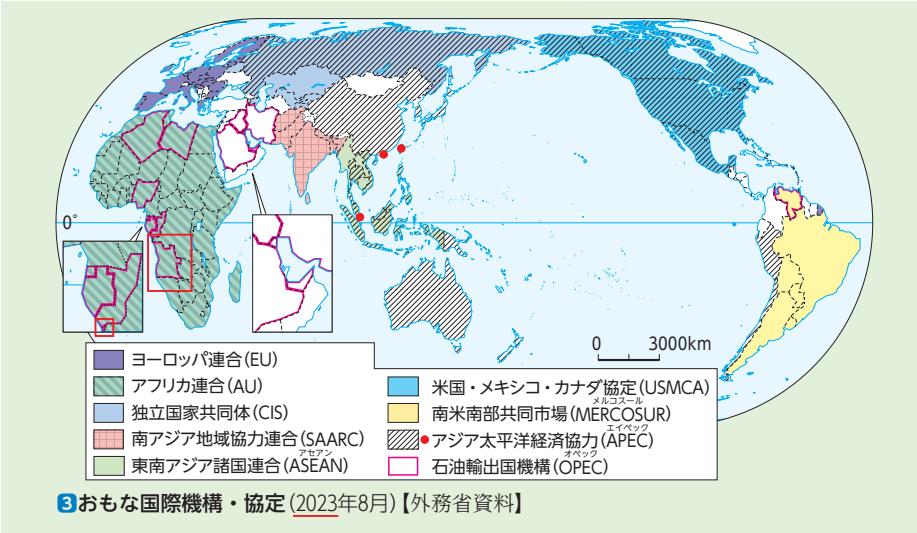 0°
0 3000km
ヨーロッパ連合(EU)
アフリカ連合(AU)
独立国家共同体(CIS)
南アジア地域協力連合(SAARC)
アセアン
東南アジア諸国連合(ASEAN)
米国・メキシコ・カナダ協定(USMCA)
メルコスール
南米南部共同市場(MERCOSUR)
エイペック
アジア太平洋経済協力(APEC)
オペック
石油輸出国機構(OPEC)
3おもな国際機構・協定(2023年8月)【外務省資料】